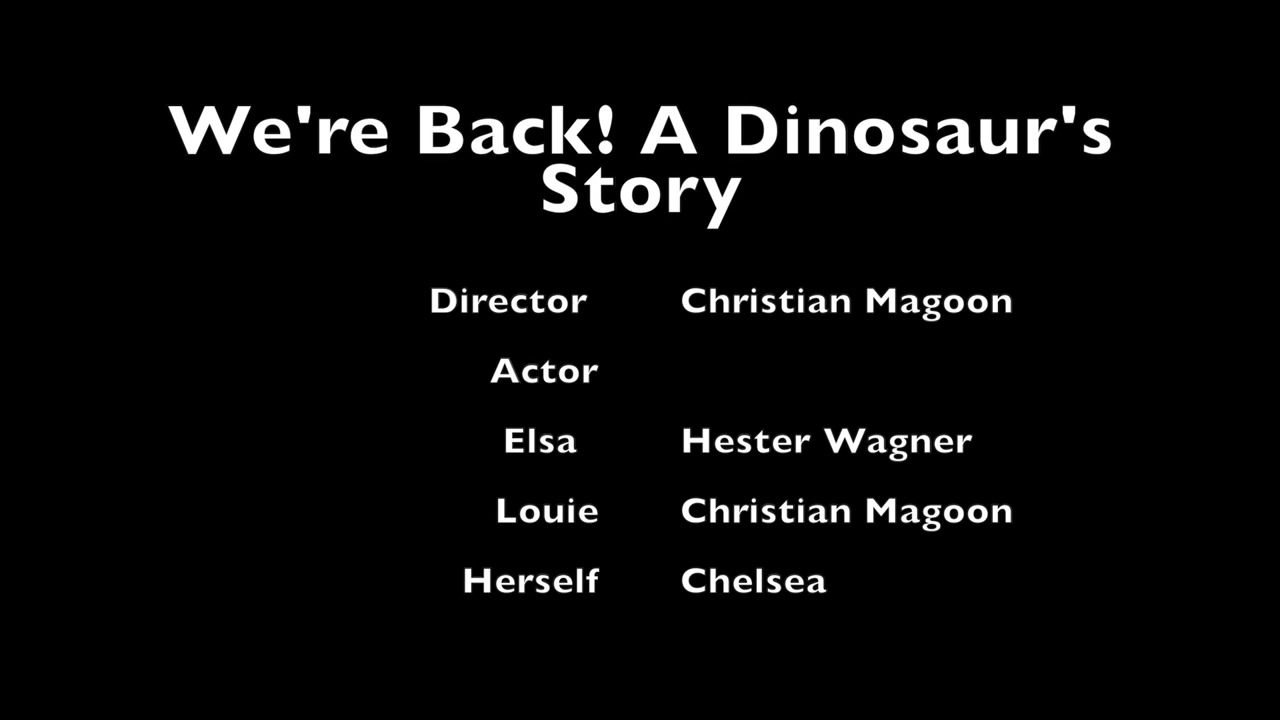 We're Back! A Dinosaur's
Story
Director Christian Magoon
Actor
Elsa Hester Wagner
Louie Christian Magoon
Herself Chelsea